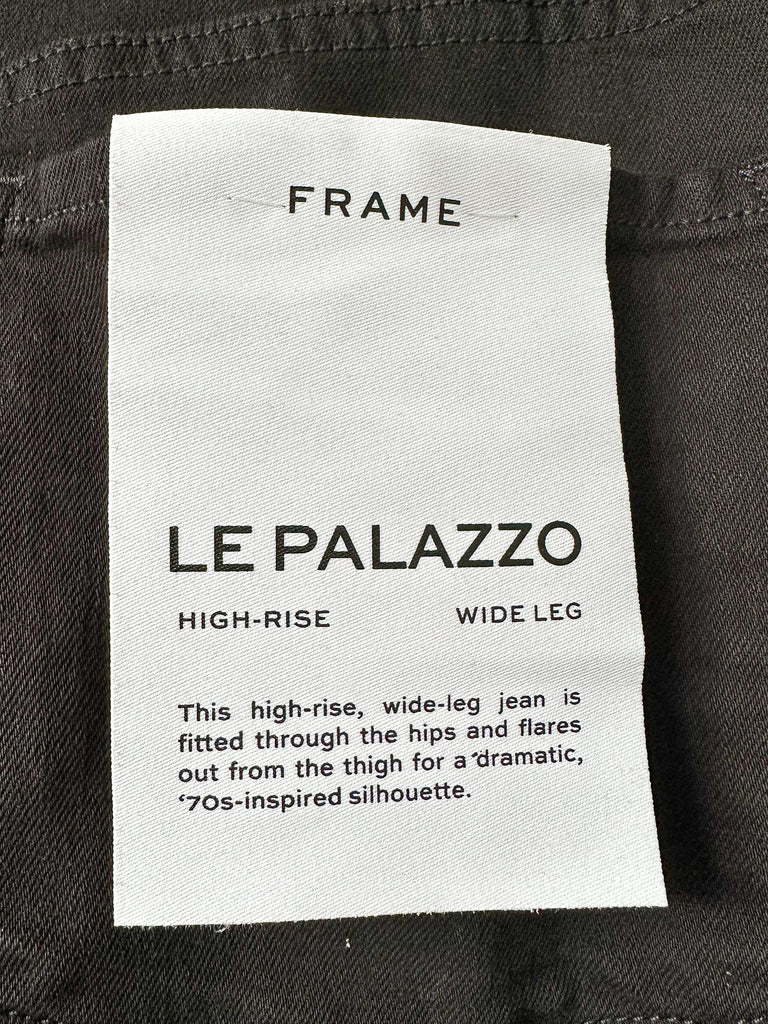 FRAME
LE PALAZZO
HIGH-RISE WIDE LEG
This high-rise, wide-leg jean is
fitted through the hips and flares
out from the thigh for a dramatic,
‘70s-inspired silhouette.